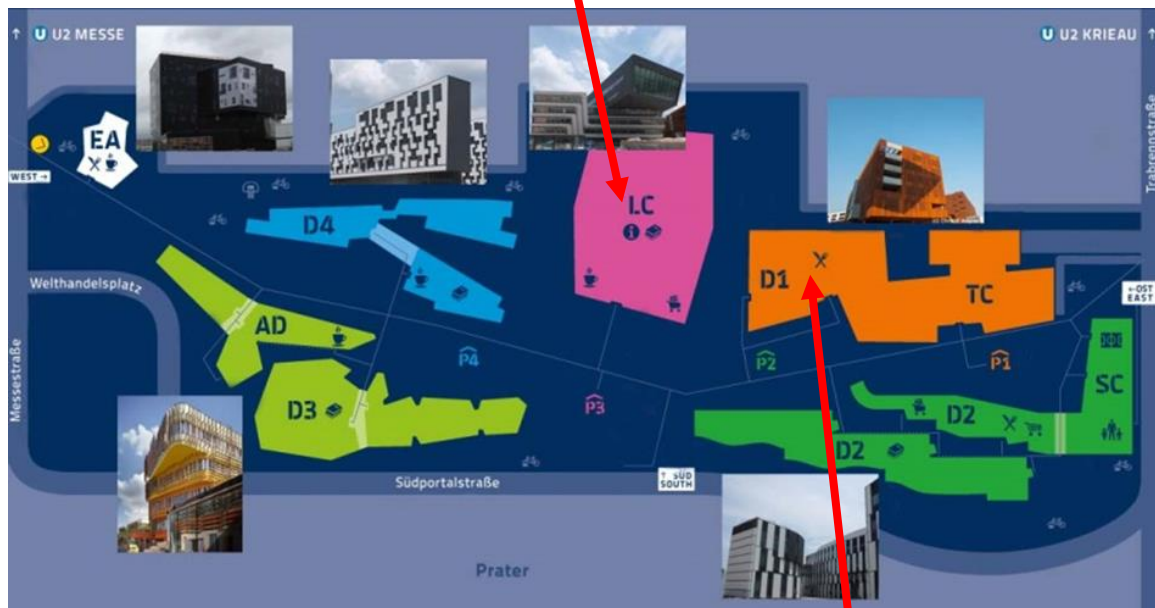 ↑ U U2 MESSE
U U2 KRIEAU ↑
EA
WEST →
Trabrennstraße
D4
LC
i
D1
TC
Welthandelsplatz
←OST
EAST
AD
P4
P2
P1
P3
SC
D3
D2
D2
Messestraße
Südportalstraße
↑ SÜD
SOUTH
Prater